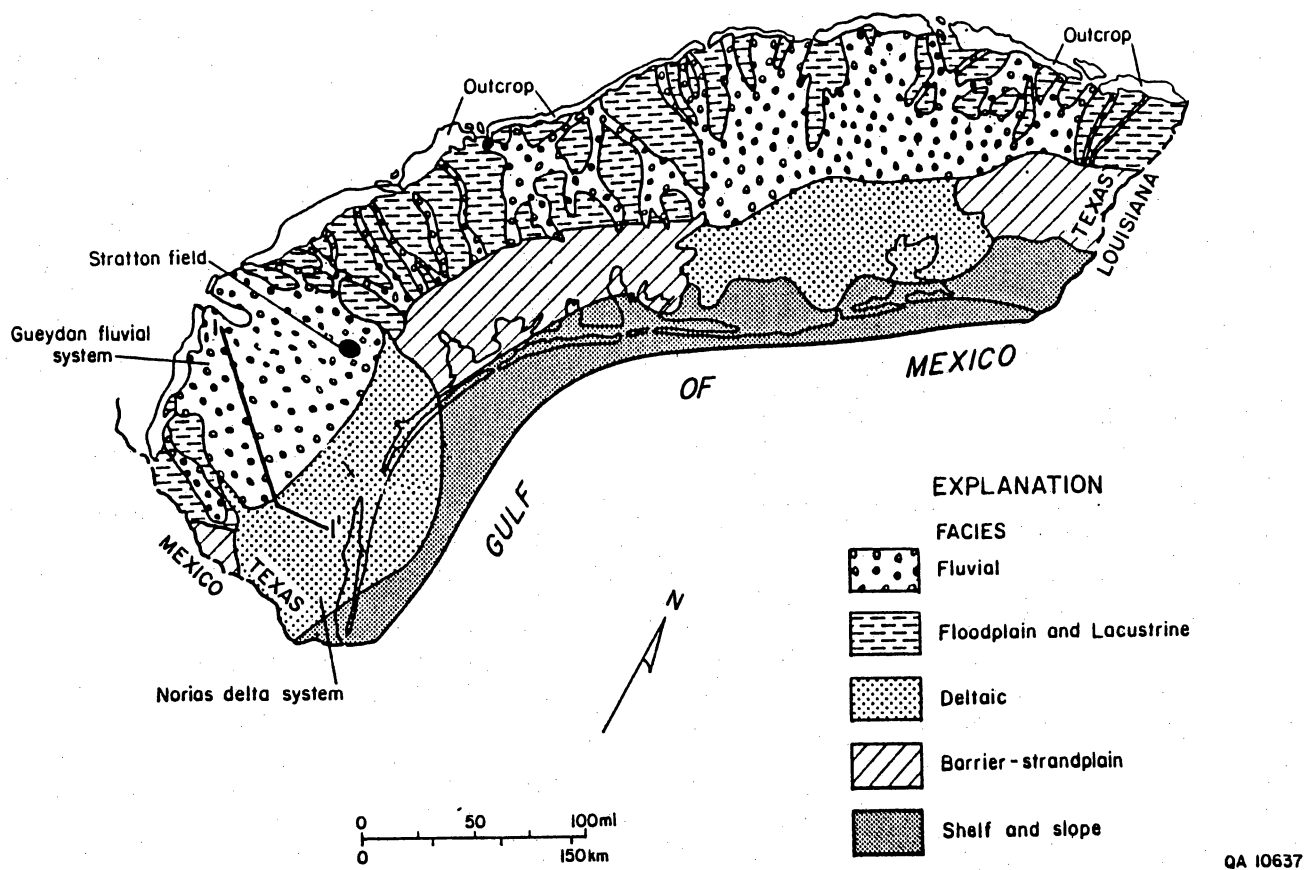 Outcrop
Outcrop
Stratton field
Gueydan fluvial
system
TEXAS
LOUISIANA
OF
MEXICO
GULF
MEXICO
TEXAS
I
I'
Norias delta system
N
EXPLANATION
FACIES
Fluvial
Floodplain and Lacustrine
Deltaic
Barrier-strandplain
Shelf and slope
0 50 100mi
0 150km
QA 10637